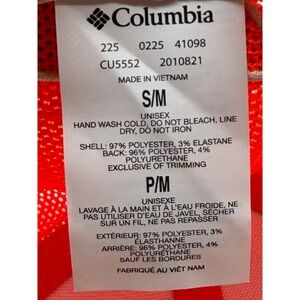 Columbia
225 0225 41098
CU5552 2010821
MADE IN VIETNAM
S/M
UNISEX
HAND WASH COLD, DO NOT BLEACH, LINE
DRY, DO NOT IRON
SHELL: 97% POLYESTER, 3% ELASTANE
BACK: 96% POLYESTER, 4%
POLYURETHANE
EXCLUSIVE OF TRIMMING
P/M
UNISEXE
LAVAGE À LA MAIN ET À L'EAU FROIDE, NE
PAS UTILISER D'EAU DE JAVEL, SÉCHER
SUR UN FIL, NE PAS REPASSER
EXTÉRIEUR: 97% POLYESTER, 3%
ÉLASTHANNE
ARRIÈRE: 96% POLYESTER, 4%
POLYURÉTHANE
SAUF LES BORDURES
FABRIQUÉ AU VIÊT NAM